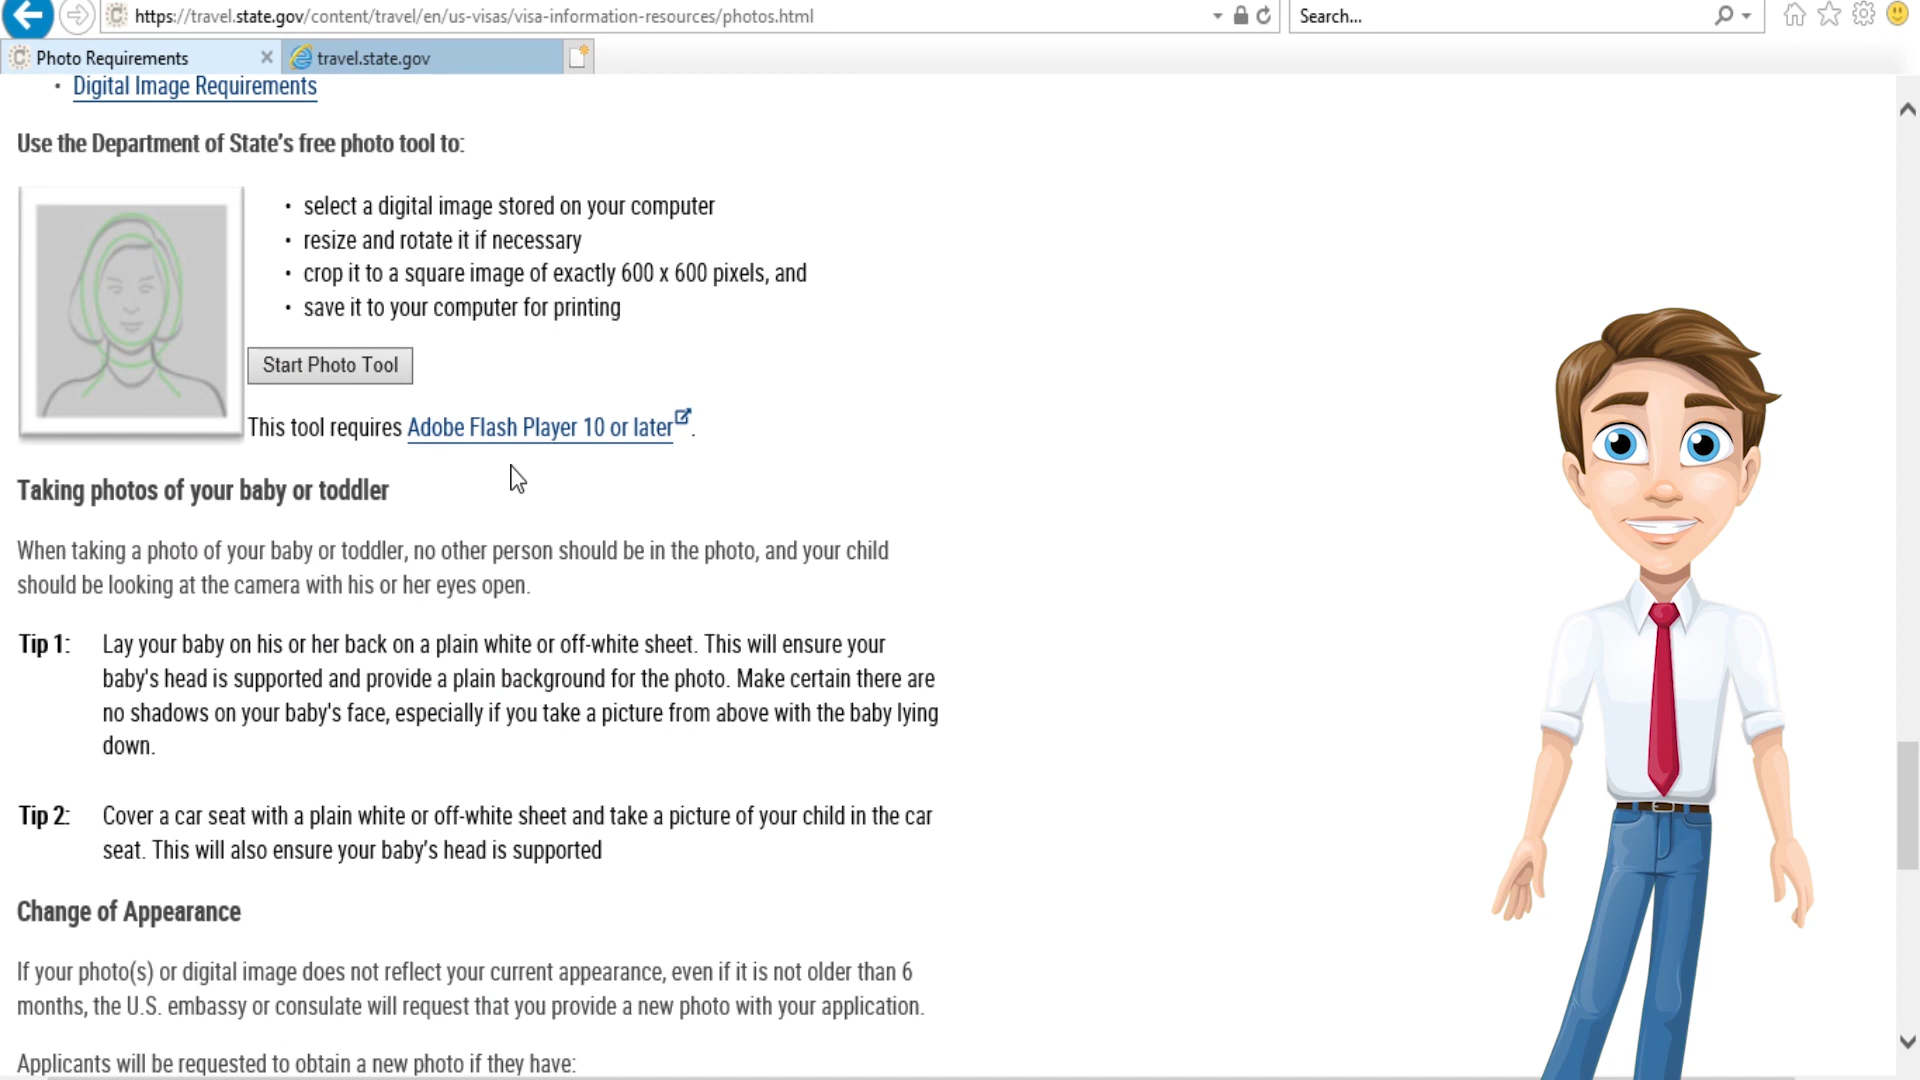 https://travel.state.gov/content/travel/en/us-visas/visa-information-resources/photos.html
Search...
Photo Requirements
travel.state.gov
• Digital Image Requirements
Use the Department of State's free photo tool to:
• select a digital image stored on your computer
• resize and rotate it if necessary
• crop it to a square image of exactly 600 x 600 pixels, and
• save it to your computer for printing
Start Photo Tool
This tool requires Adobe Flash Player 10 or later.
Taking photos of your baby or toddler
When taking a photo of your baby or toddler, no other person should be in the photo, and your child
should be looking at the camera with his or her eyes open.
Tip 1: Lay your baby on his or her back on a plain white or off-white sheet. This will ensure your
baby's head is supported and provide a plain background for the photo. Make certain there are
no shadows on your baby's face, especially if you take a picture from above with the baby lying
down.
Tip 2: Cover a car seat with a plain white or off-white sheet and take a picture of your child in the car
seat. This will also ensure your baby’s head is supported
Change of Appearance
If your photo(s) or digital image does not reflect your current appearance, even if it is not older than 6
months, the U.S. embassy or consulate will request that you provide a new photo with your application.
Applicants will be requested to obtain a new photo if they have: